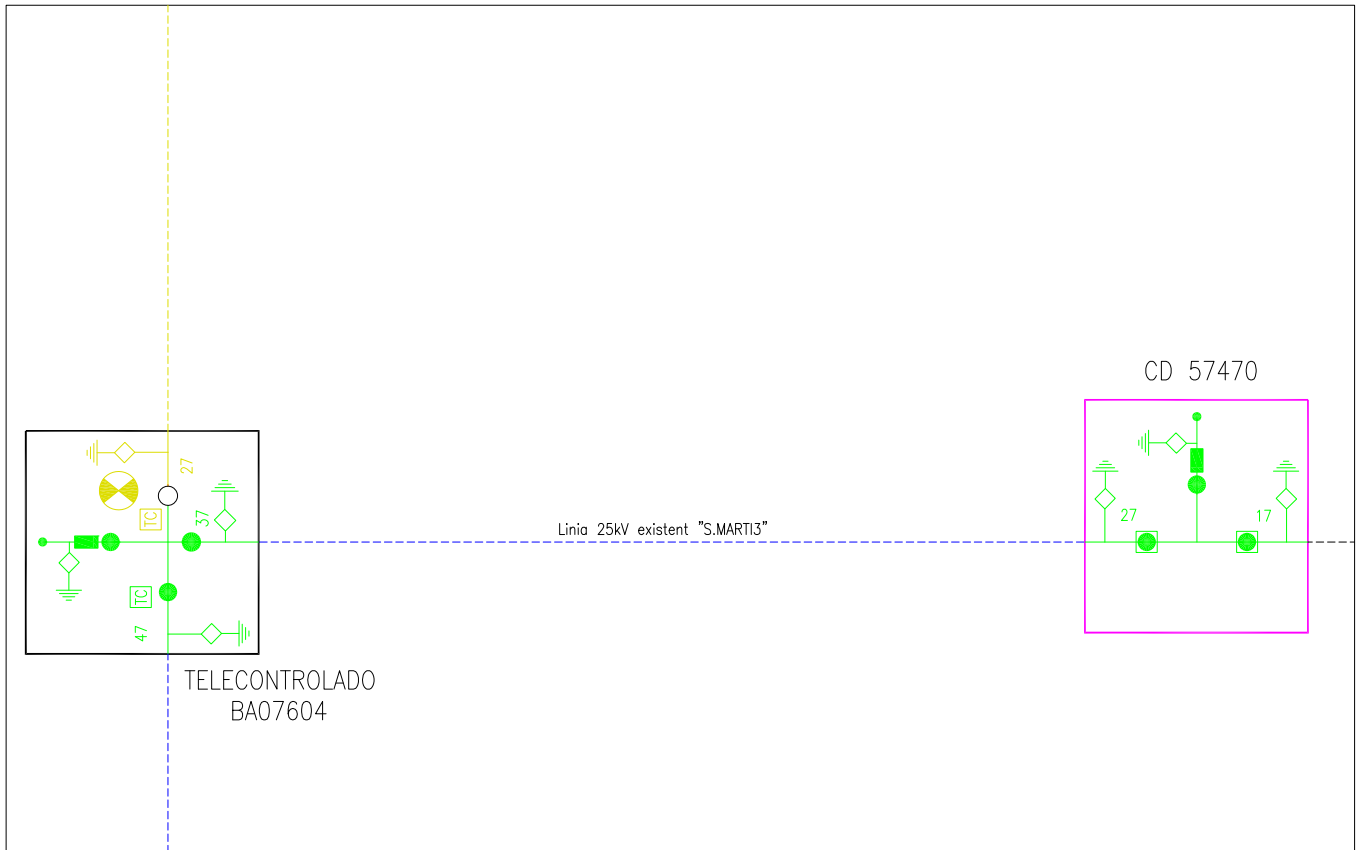 CD 57470
27
TC
37
27
17
Linia 25kV existent "S.MARTI3"
TC
47
TELECONTROLADO
BA07604